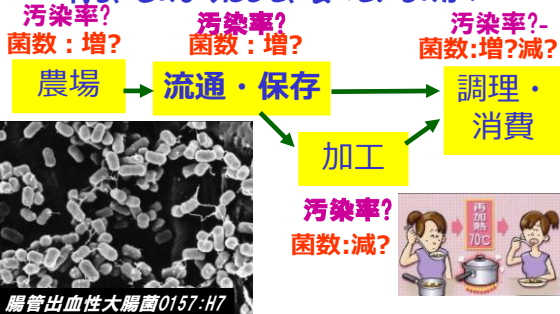 汚染率?
汚染率?
汚染率?-
菌数：増?
菌数：増?
菌数:増?減?
農場
流通・保存
調理・
消費
加工
汚染率?
菌数:減?
再加熱
70℃
腸管出血性大腸菌O157:H7